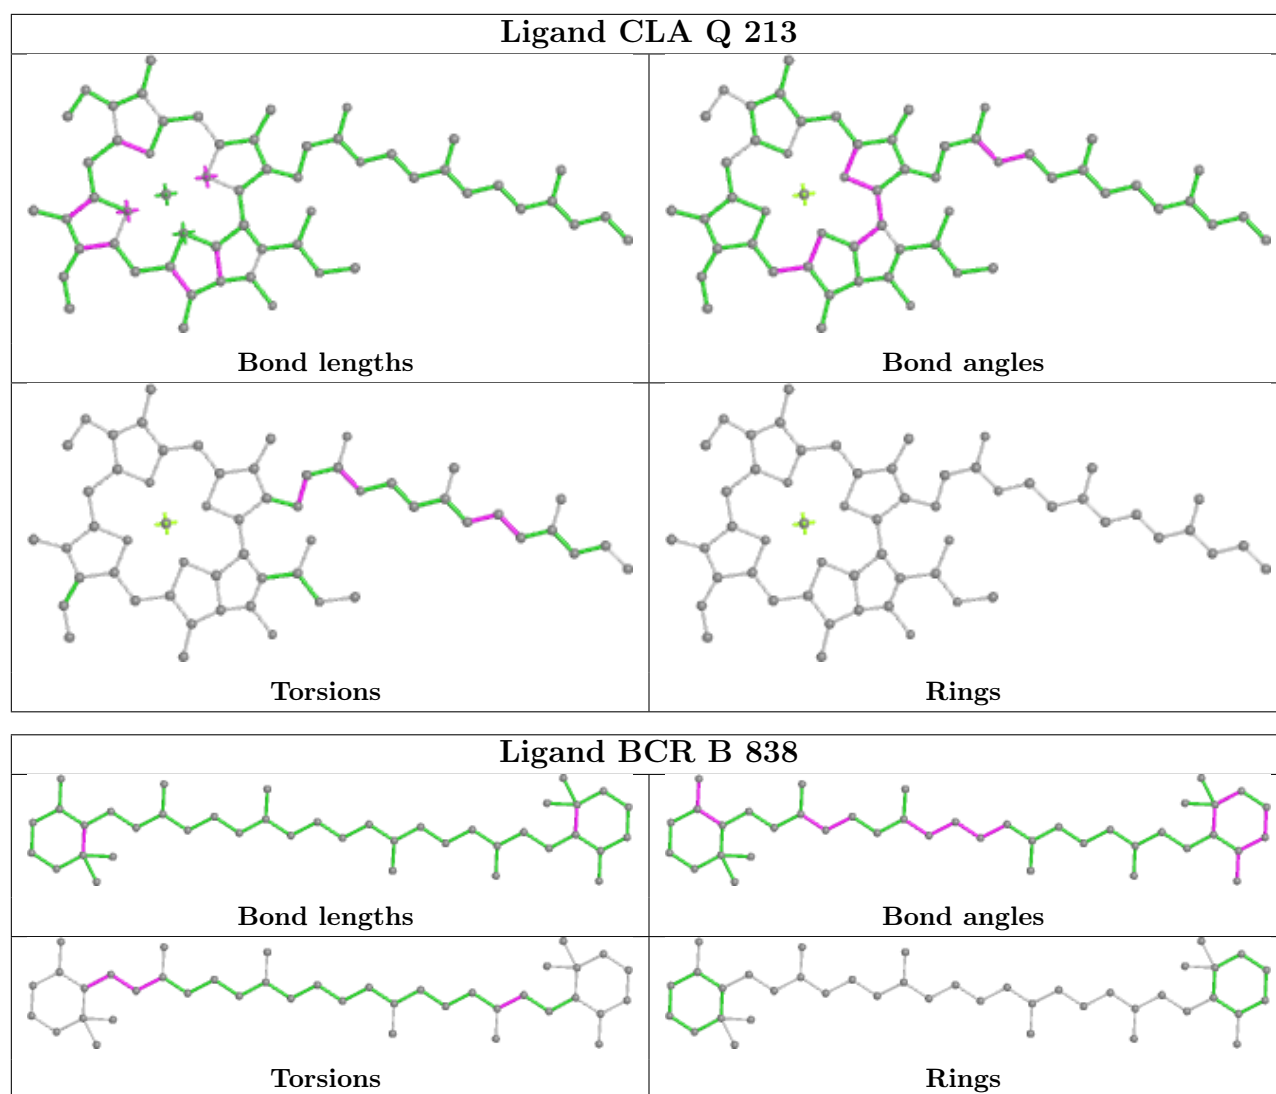 Ligand CLA Q 213
Bond lengths
Bond angles
Torsions
Rings
Ligand BCR B 838
Bond lengths
Bond angles
Torsions
Rings